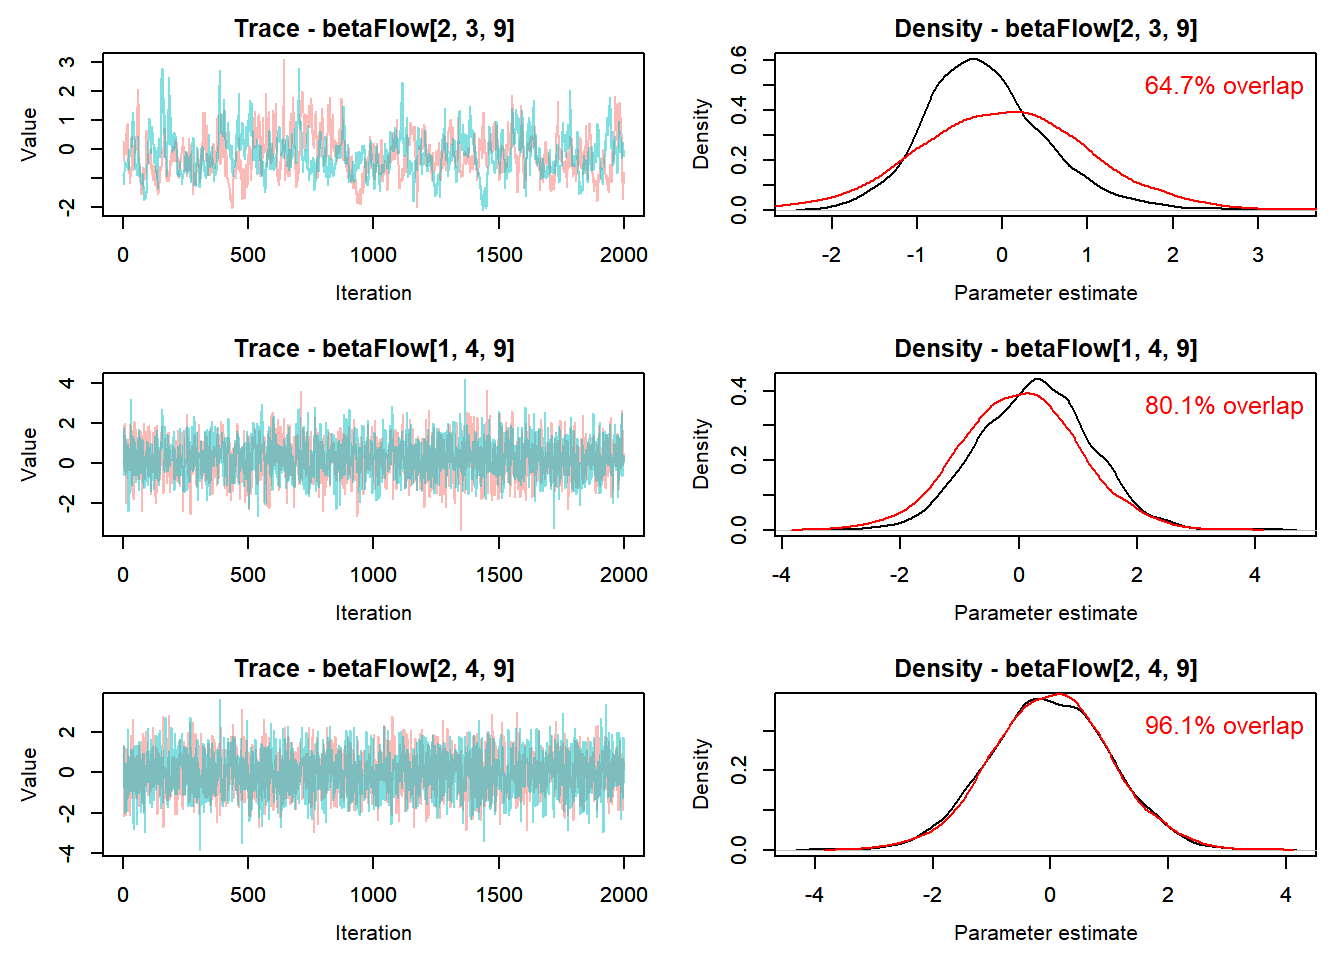 Trace - betaFlow[2, 3, 9]
Value
3
2
1
0
-2
0 500 1000 1500 2000
Iteration
Density - betaFlow[2, 3, 9]
64.7% overlap
Density
0.6
0.4
0.2
0.0
-2 -1 0 1 2 3
Parameter estimate
Trace - betaFlow[1, 4, 9]
Value
4
2
0
-2
0 500 1000 1500 2000
Iteration
Density - betaFlow[1, 4, 9]
80.1% overlap
Density
0.4
0.2
0.0
-4 -2 0 2 4
Parameter estimate
Trace - betaFlow[2, 4, 9]
Value
2
0
-2
-4
0 500 1000 1500 2000
Iteration
Density - betaFlow[2, 4, 9]
96.1% overlap
Density
0.2
0.0
-4 -2 0 2 4
Parameter estimate